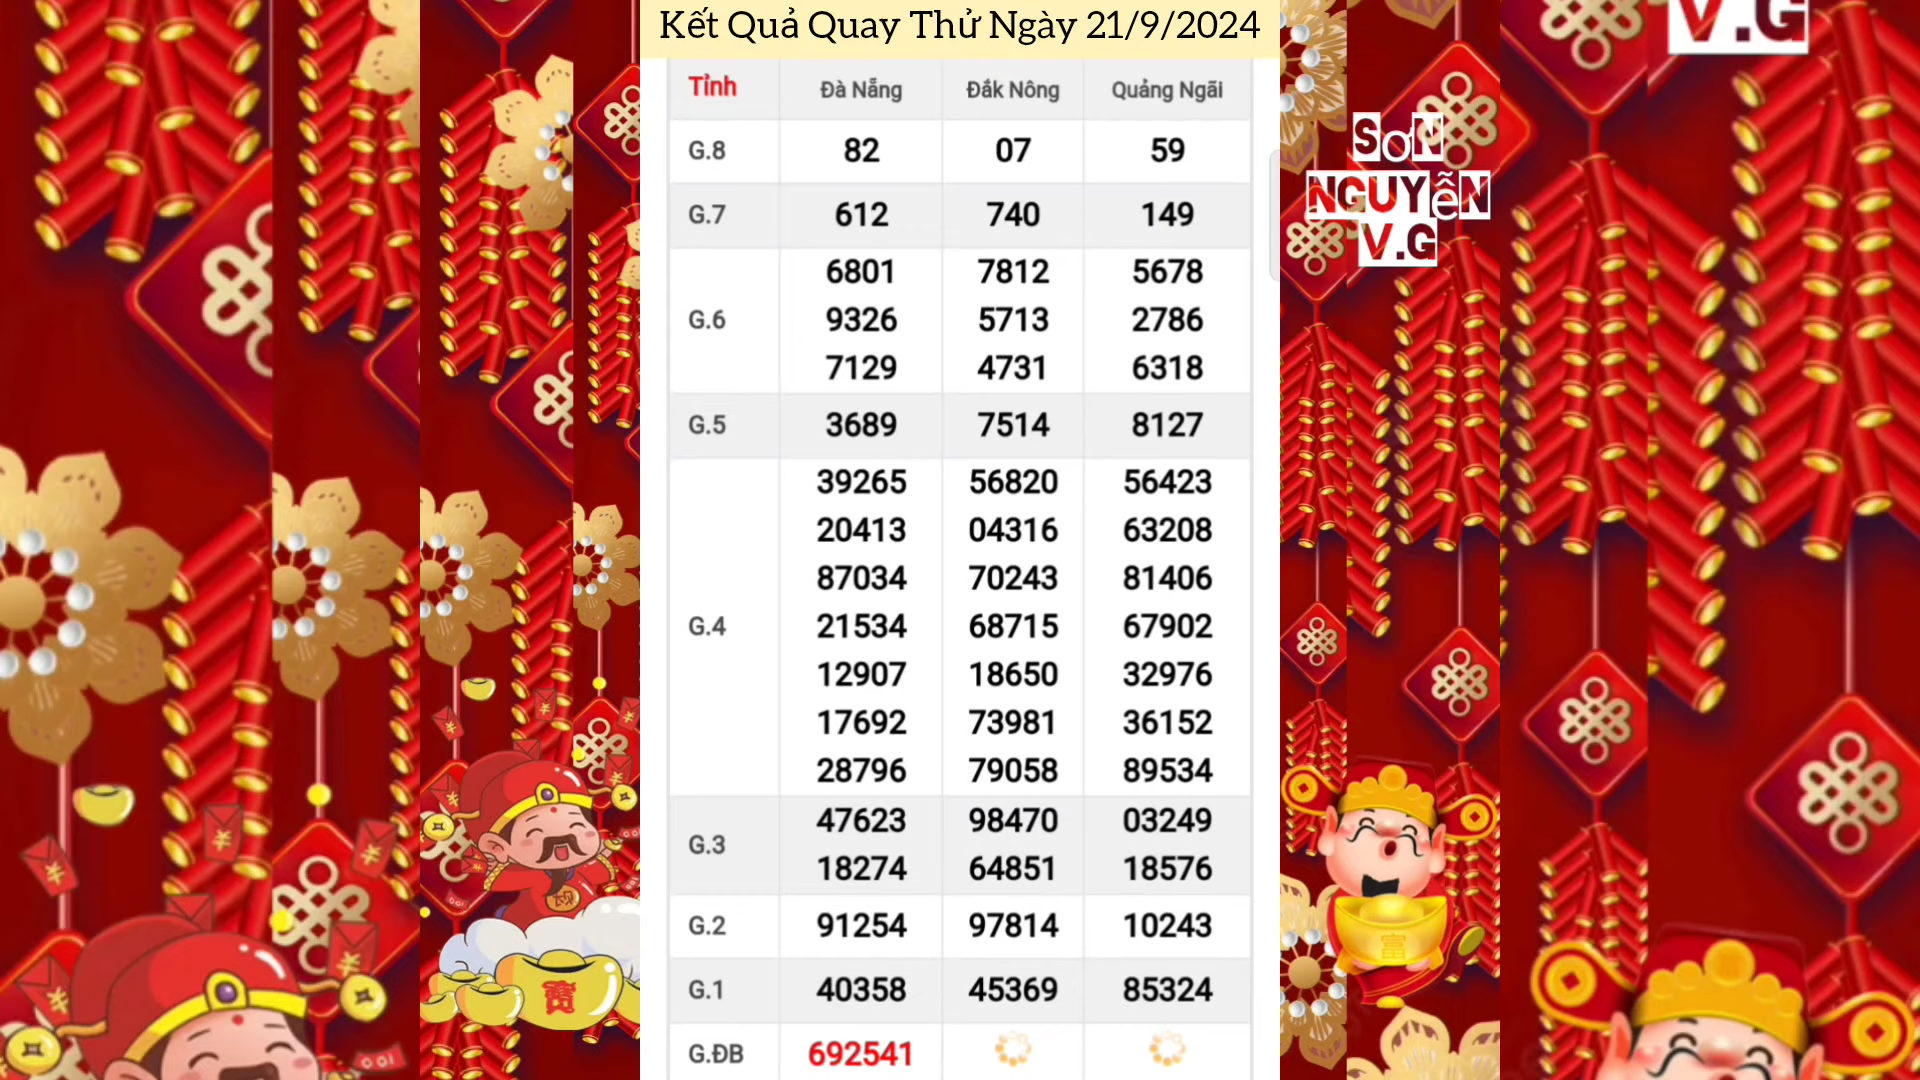 Kết Quả Quay Thử Ngày 21/9/2024
Tỉnh Đà Nẵng Đắk Nông Quảng Ngãi
G.8 82 07 59
G.7 612 740 149
G.6
6801 7812 5678
9326 5713 2786
7129 4731 6318
G.5 3689 7514 8127
G.4
39265 56820 56423
20413 04316 63208
87034 70243 81406
21534 68715 67902
12907 18650 32976
17692 73981 36152
28796 79058 89534
G.3
47623 98470 03249
18274 64851 18576
G.2 91254 97814 10243
G.1 40358 45369 85324
G.ĐB 692541
SơN
NGUYễN
V.G
V.G